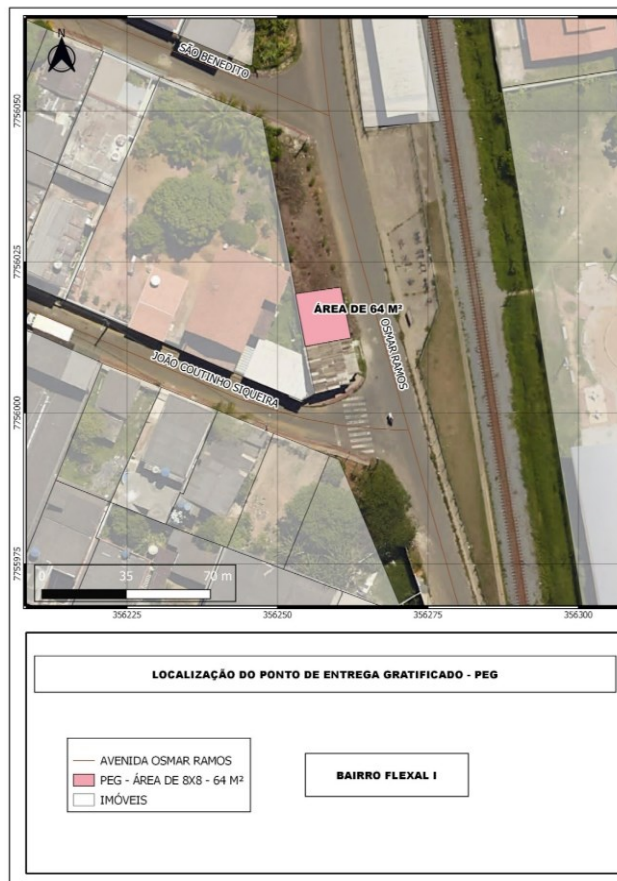 N
SÃO BENEDITO
7756050
7756025
ÁREA DE 64 M²
OSMAR RAMOS
JOÃO COUTINHO SIQUEIRA
7756000
7755975
0 35 70 m
356225 356250 356275 356300
LOCALIZAÇÃO DO PONTO DE ENTREGA GRATIFICADO - PEG
AVENIDA OSMAR RAMOS
PEG - ÁREA DE 8X8 - 64 M²
IMÓVEIS
BAIRRO FLEXAL I